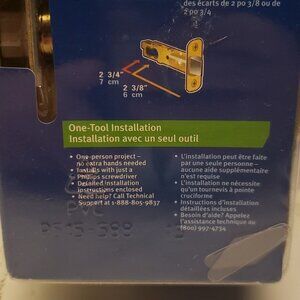 des écarts de 2 po 3/8 ou de
2 po 3/4
2 3/4"
7 cm
2 3/8"
6 cm
One-Tool Installation
Installation avec un seul outil
• One-person project –
no extra hands needed
• Installs with just a
Phillips screwdriver
• Detailed installation
instructions enclosed
• Need help? Call Technical
Support at 1-888-805-9837
• L'installation peut être faite
par une seule personne –
aucune aide supplémentaire
n'est requise
• L'installation ne nécessite
qu'un tournevis à pointe
cruciforme
• Instructions d'installation
détaillées incluses
• Besoin d'aide? Appelez
l'assistance technique au
(800) 997-4734